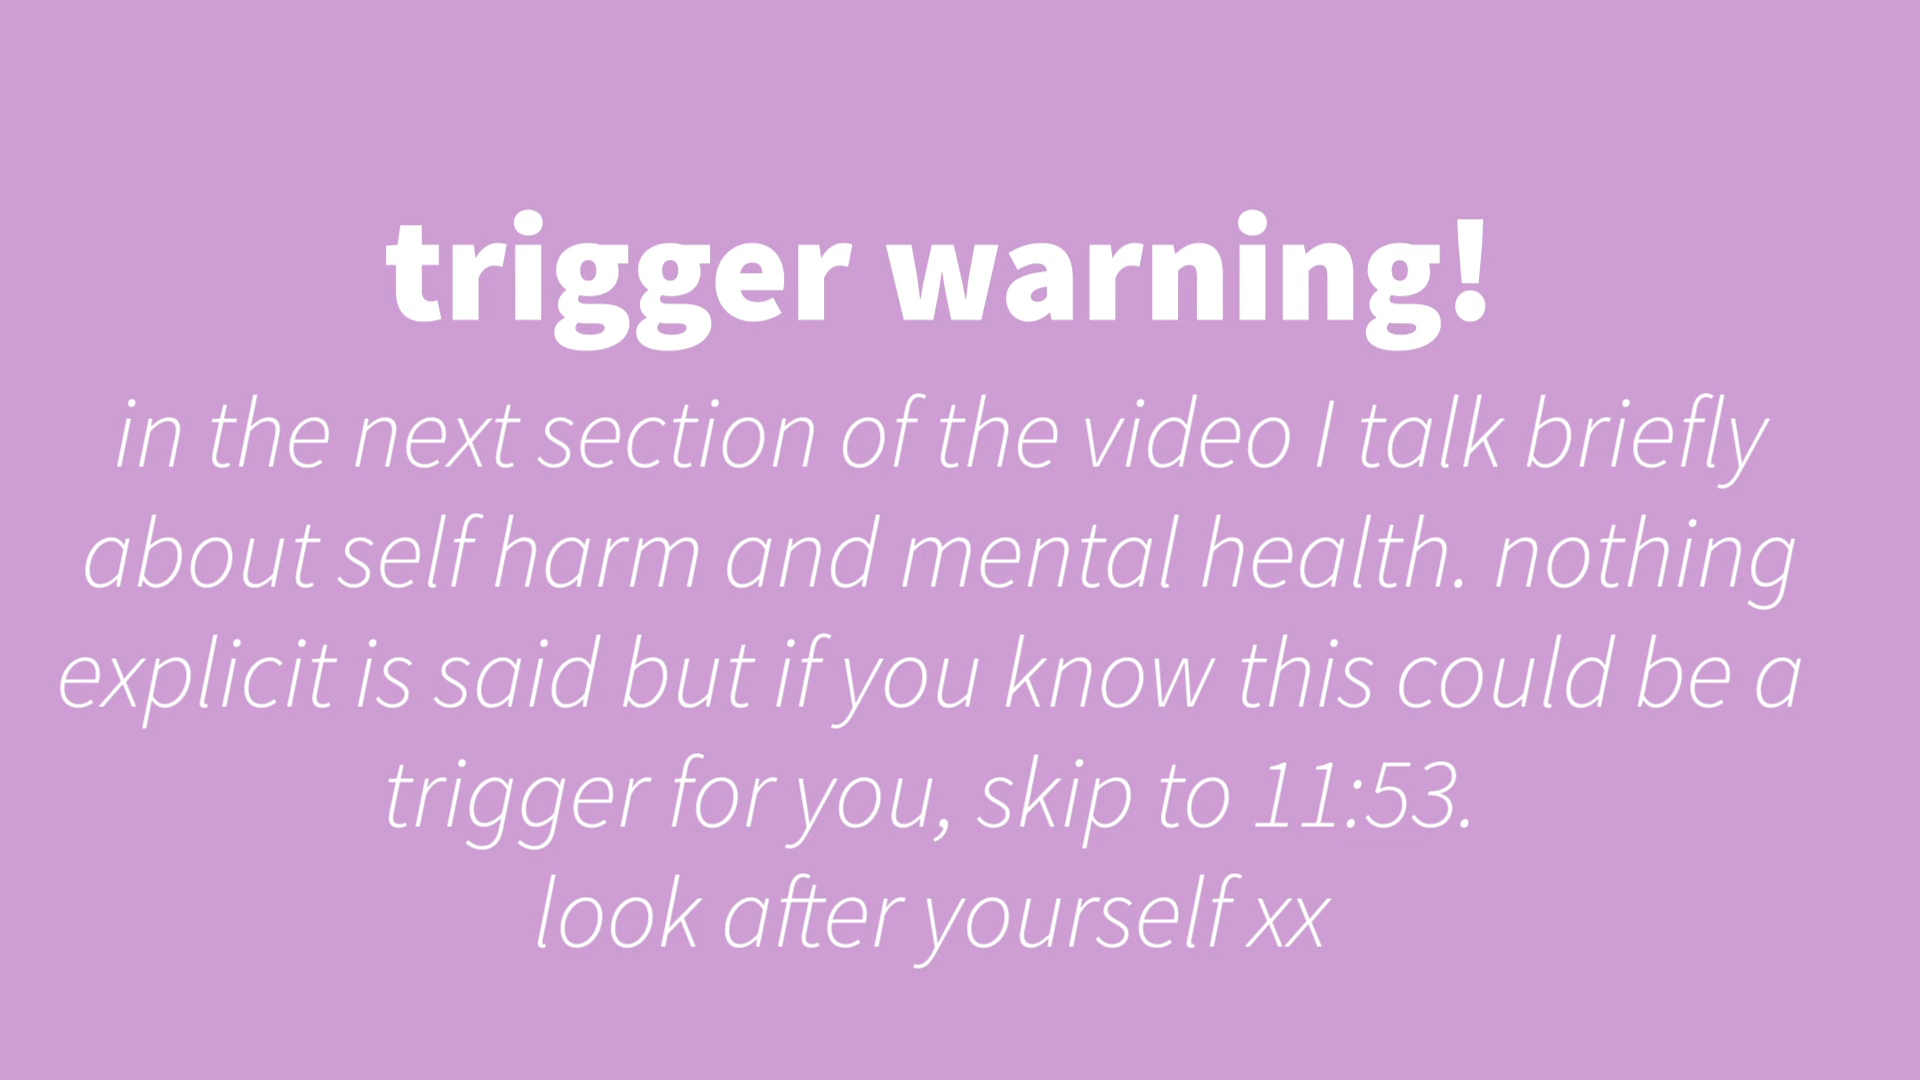 trigger warning!
in the next section of the video I talk briefly
about self harm and mental health. nothing
explicit is said but if you know this could be a
trigger for you, skip to 11:53.
look after yourself xx